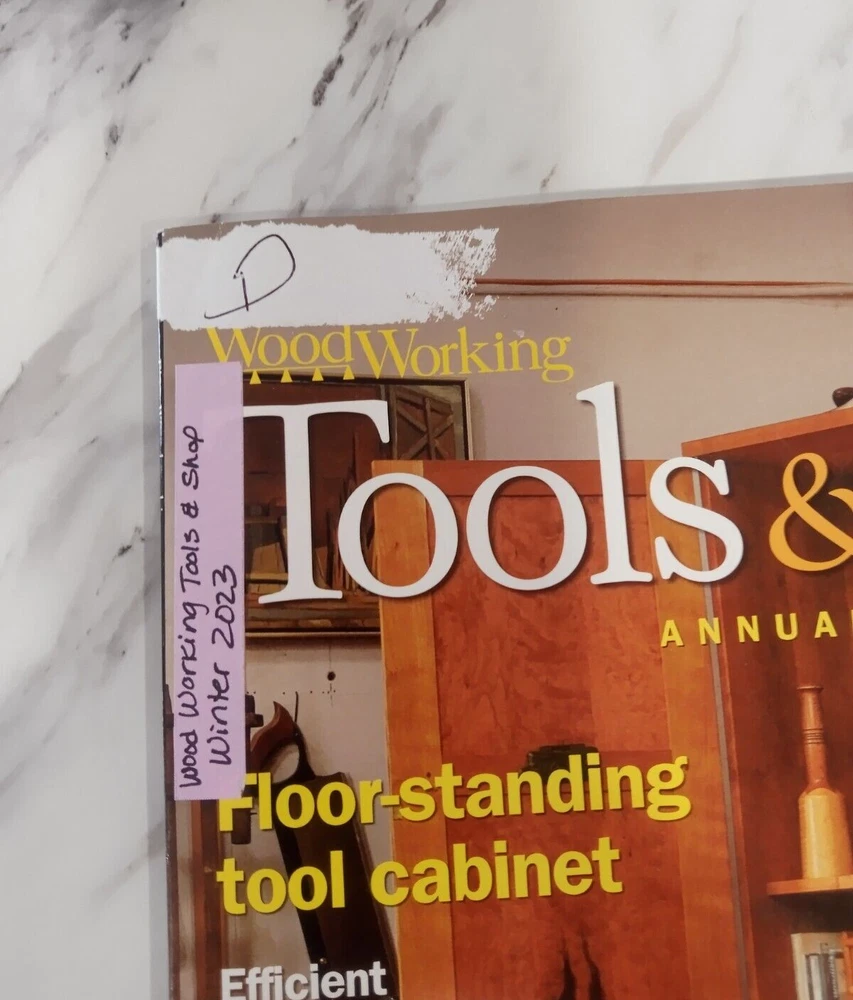 D
WoodWorking
Tools &
ANNUA
Wood Working Tools & Shop
Winter 2023
Floor-standing
tool cabinet
Efficient